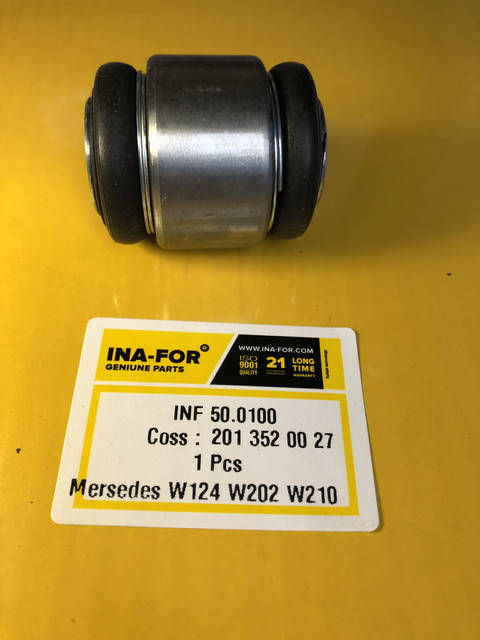 INA-FOR®
GENIUNE PARTS
WWW.INA-FOR.COM
ISO
9001
QUALITY
21
LONG
TIME
WARRANTY
INF 50.0100
Coss : 201 352 00 27
1 Pcs
Mersedes W124 W202 W210